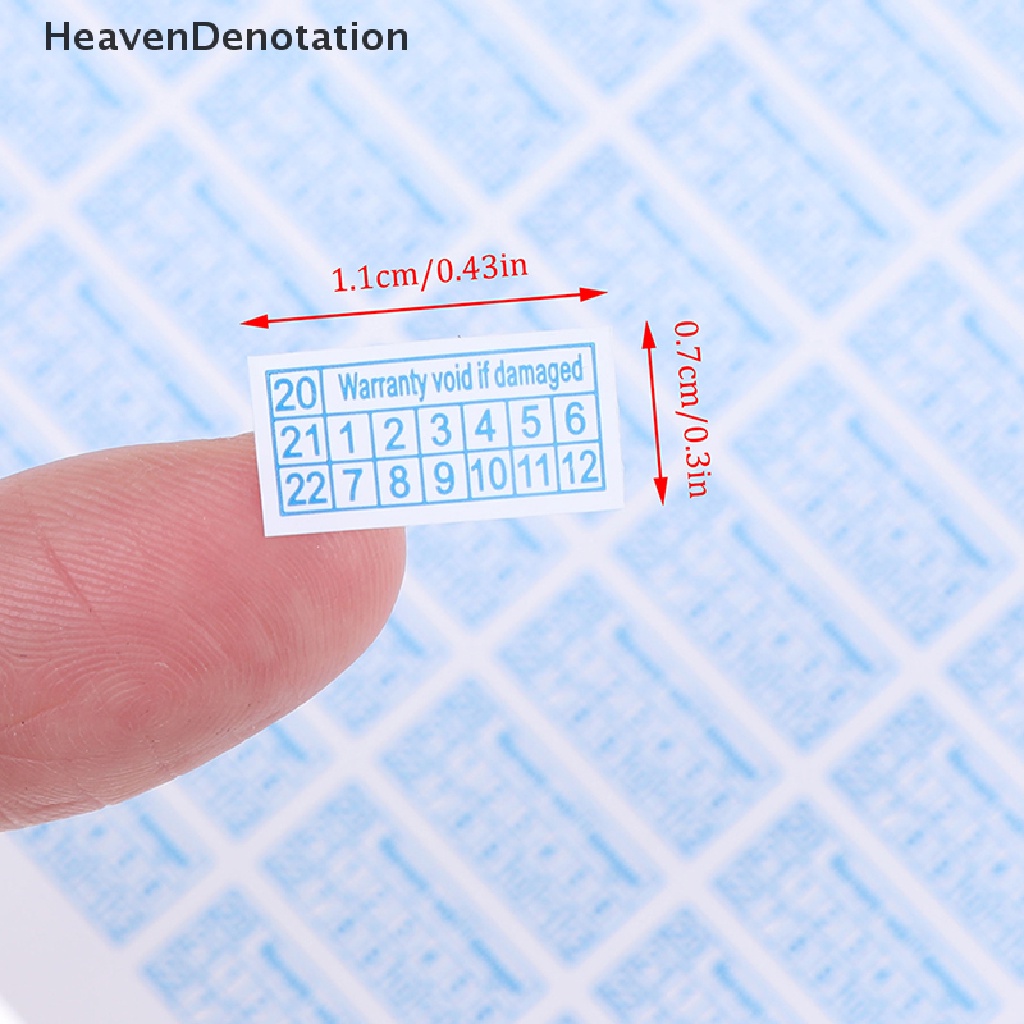 HeavenDenotation
1.1cm/0.43in
0.7cm/0.3in
20 Warranty void if damaged
21 1 2 3 4 5 6
22 7 8 9 10 11 12